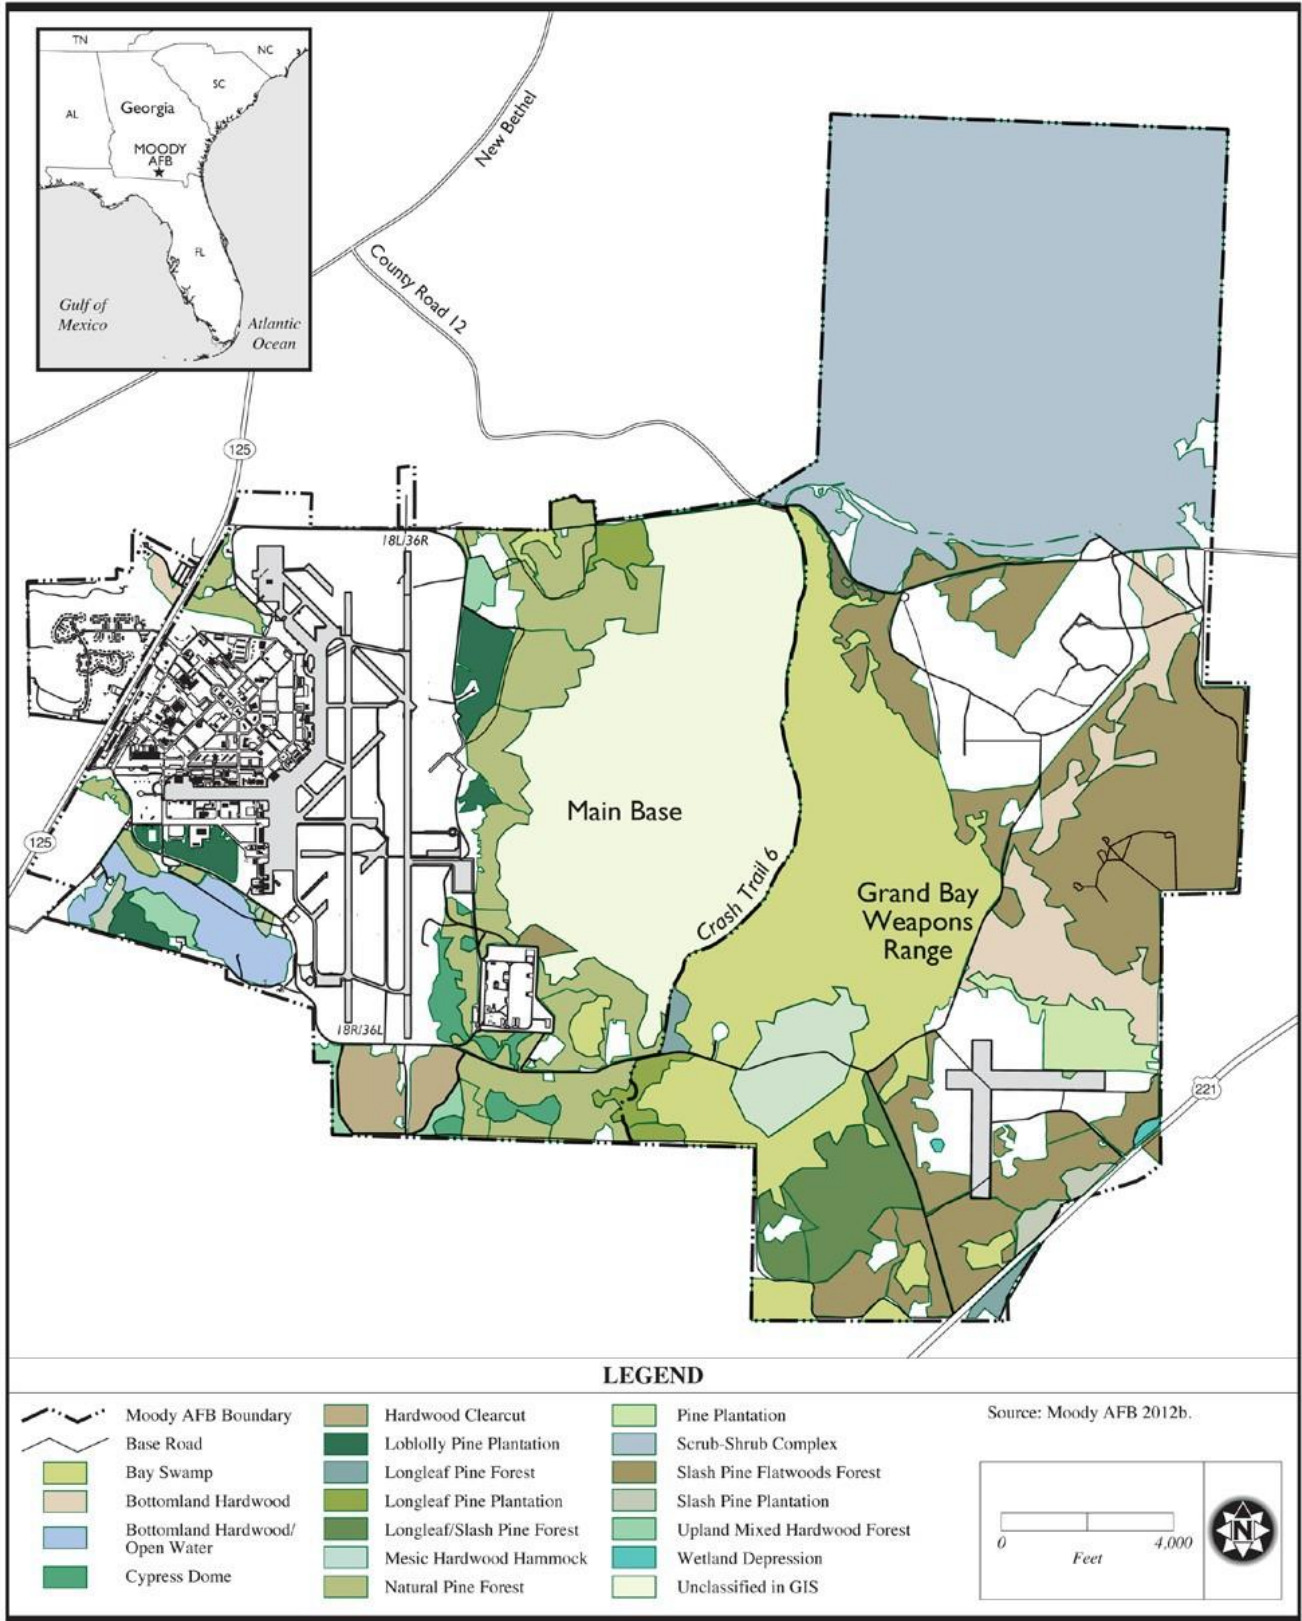 TN
NC
SC
AL
Georgia
MOODY
AFB
FL
Gulf of
Mexico
Atlantic
Ocean
New Bethel
County Road 12
125
18L/36R
Main Base
125
Crash Trail 6
Grand Bay
Weapons
Range
18R/36L
221
LEGEND
Moody AFB Boundary
Base Road
Bay Swamp
Bottomland Hardwood
Bottomland Hardwood/
Open Water
Cypress Dome
Hardwood Clearcut
Loblolly Pine Plantation
Longleaf Pine Forest
Longleaf Pine Plantation
Longleaf/Slash Pine Forest
Mesic Hardwood Hammock
Natural Pine Forest
Pine Plantation
Scrub-Shrub Complex
Slash Pine Flatwoods Forest
Slash Pine Plantation
Upland Mixed Hardwood Forest
Wetland Depression
Unclassified in GIS
Source: Moody AFB 2012b.
0 4,000
Feet
N